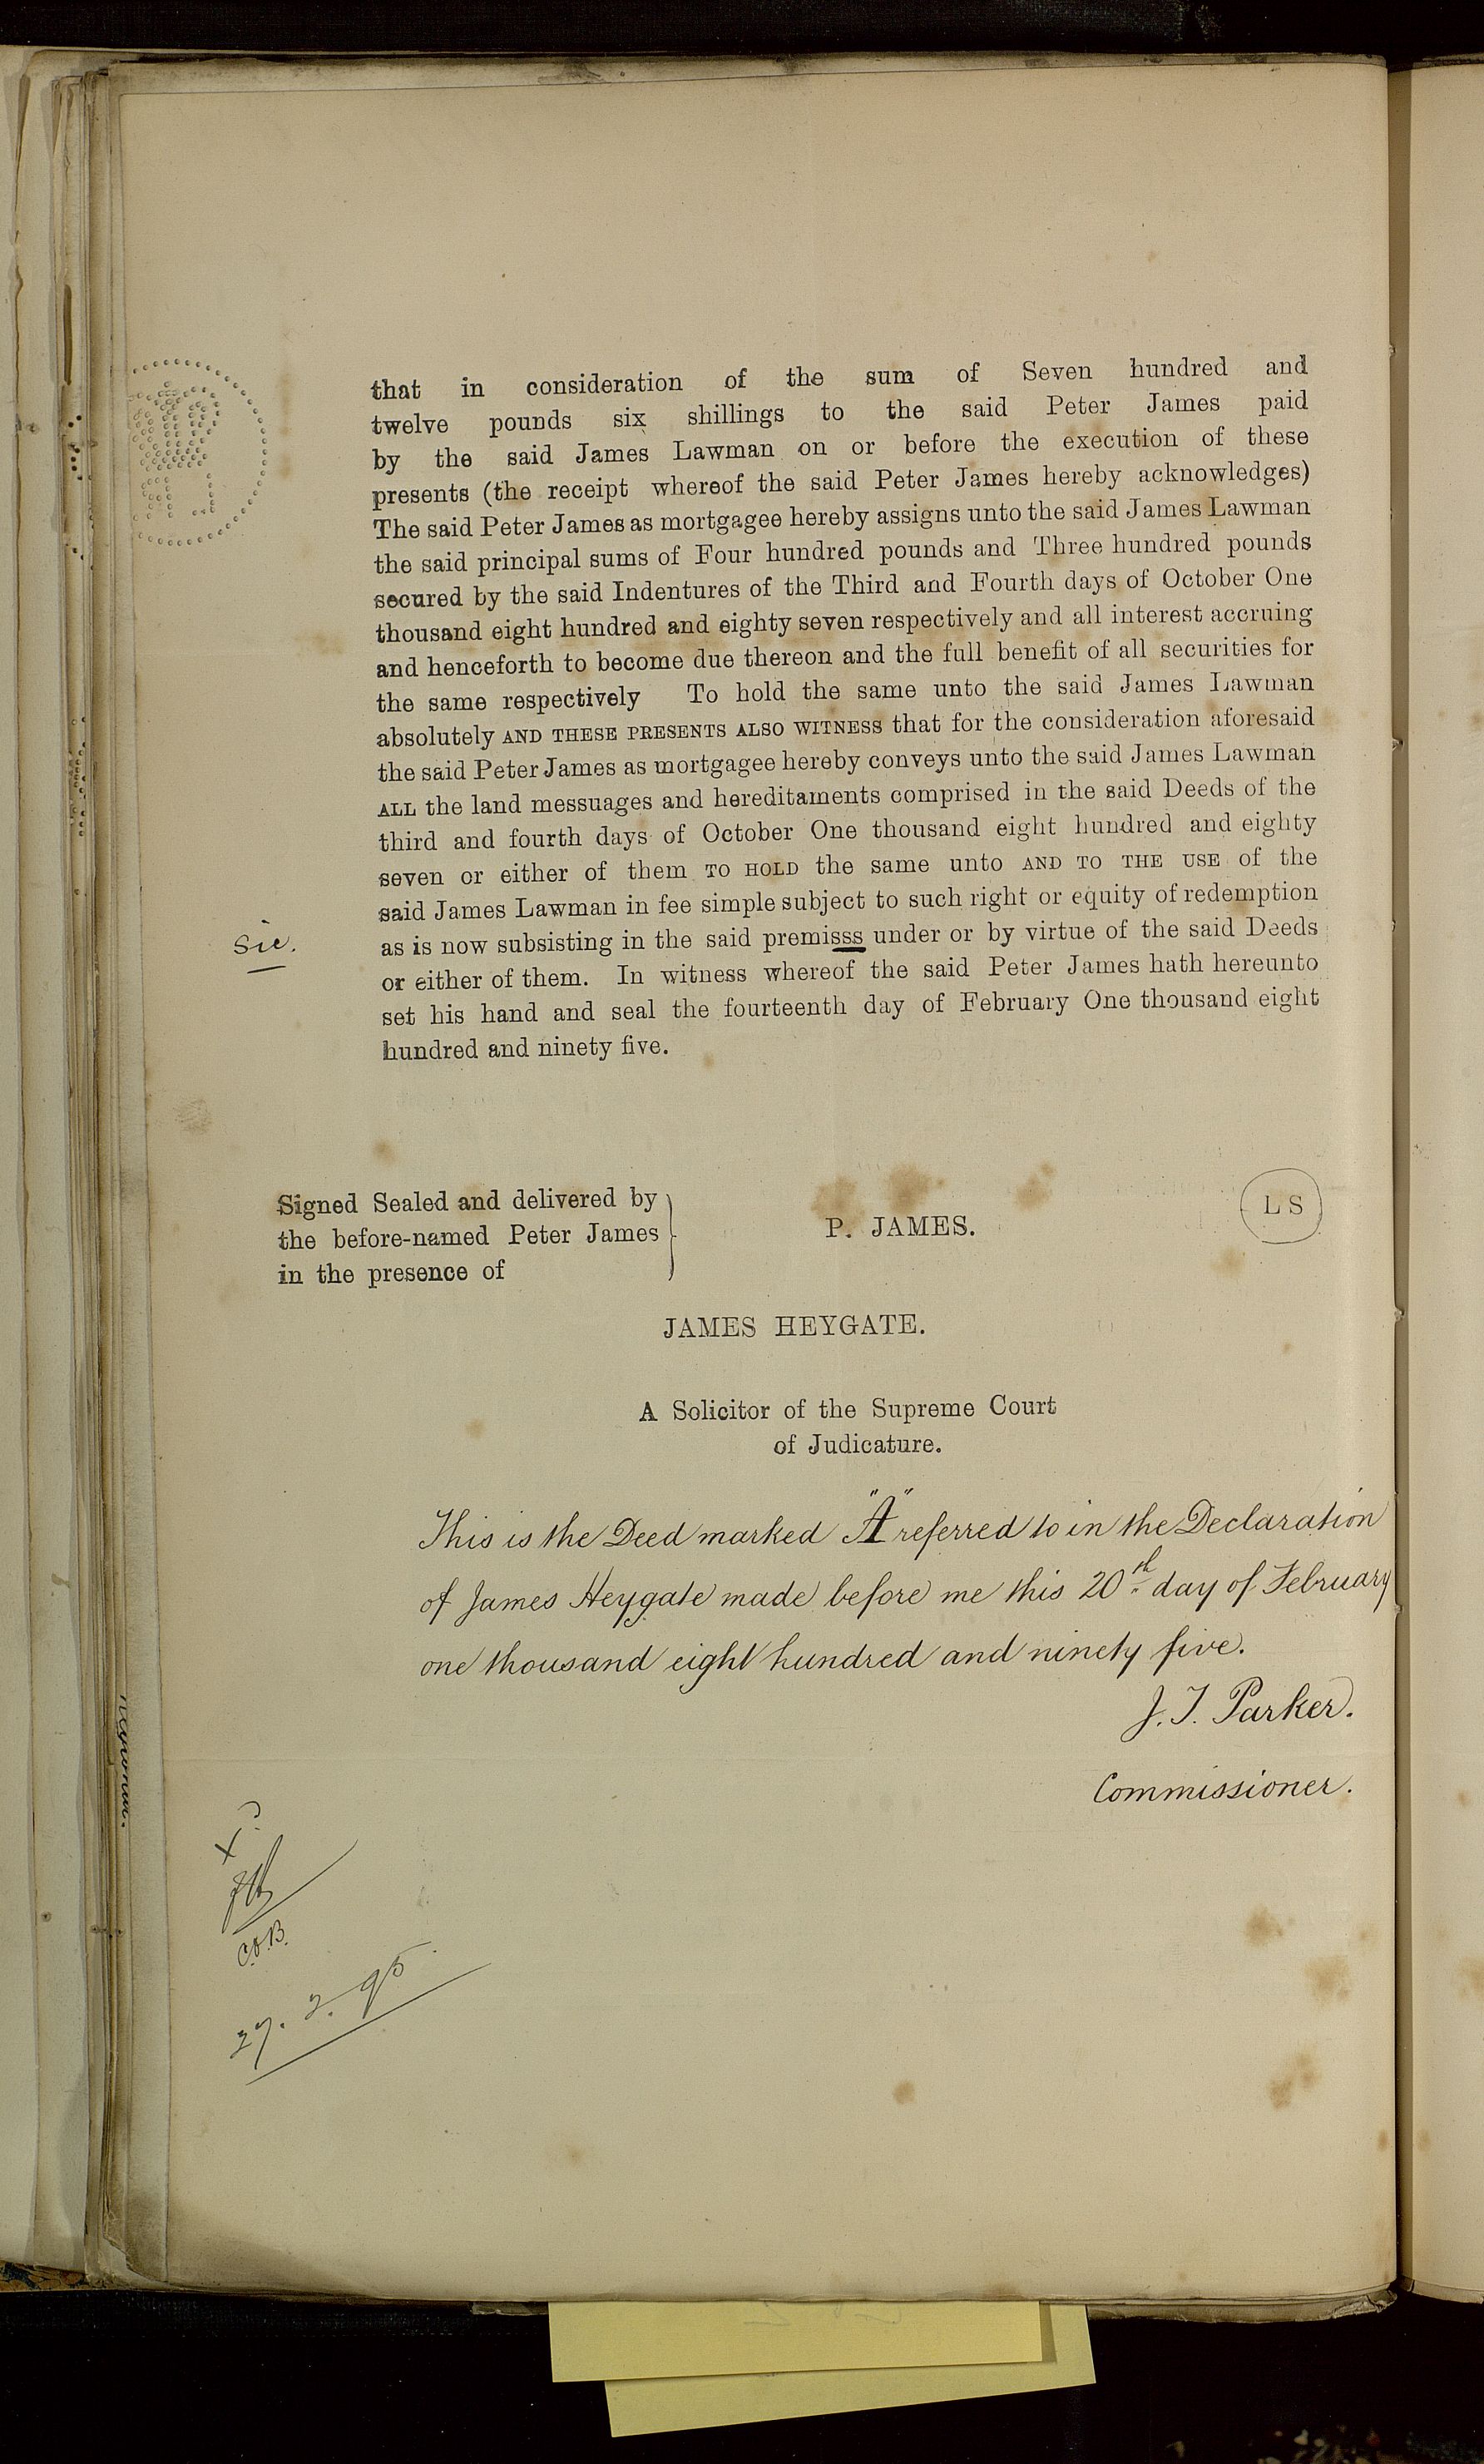 that in consideration of the sum of Seven hundred and
twelve pounds six shillings to the said Peter James paid
by the said James Lawman on or before the execution of these
presents (the receipt whereof the said Peter James hereby acknowledges)
The said Peter James as mortgagee hereby assigns unto the said James Lawman
the said principal sums of Four hundred pounds and Three hundred pounds
secured by the said Indentures of the Third and Fourth days of October One
thousand eight hundred and eighty seven respectively and all interest accruing
and henceforth to become due thereon and the full benefit of all securities for
the same respectively To hold the same unto the said James Lawman
absolutely AND THESE PRESENTS ALSO WITNESS that for the consideration aforesaid
the said Peter James as mortgagee hereby conveys unto the said James Lawman
ALL the land messuages and hereditaments comprised in the said Deeds of the
third and fourth days of October One thousand eight hundred and eighty
seven or either of them TO HOLD the same unto AND TO THE USE of the
said James Lawman in fee simple subject to such right or equity of redemption
sic. as is now subsisting in the said premisss under or by virtue of the said Deeds
or either of them. In witness whereof the said Peter James hath hereunto
set his hand and seal the fourteenth day of February One thousand eight
hundred and ninety five.
Signed Sealed and delivered by
the before-named Peter James
in the presence of
P. JAMES.
L S
JAMES HEYGATE.
A Solicitor of the Supreme Court
of Judicature.
This is the Deed marked "A" referred to in the Declaration
of James Heygate made before me this 20th day of February
one thousand eight hundred and ninety five.
J. T. Parker.
Commissioner.
C.O.B.
27. 2. 95